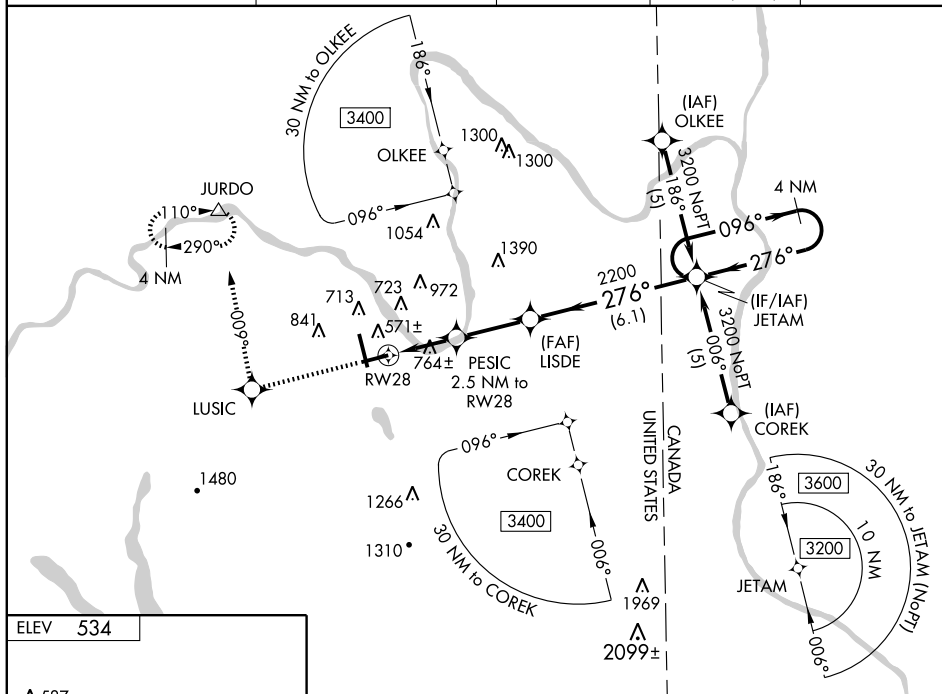 30 NM to OLKEE
186°
3400
OLKEE
096°
1300
1300
(IAF)
OLKEE
3200 NoPT
186°
(5)
4 NM
096°
276°
JURDO
110°
290°
4 NM
1054
1390
2200
276°
(6.1)
(IF/IAF)
JETAM
009°
713
723
972
841
571±
764±
(FAF)
LISDE
PESIC
2.5 NM to
RW28
RW28
LUSIC
3200 NoPT
006°
(5)
(IAF)
COREK
CANADA
UNITED STATES
096°
COREK
3400
006°
30 NM to COREK
1480
1266
1310
186°
3600
30 NM to JETAM (NoPT)
10 NM
3200
JETAM
006°
1969
2099±
ELEV 534